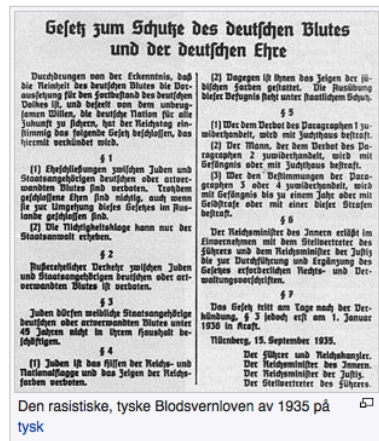 Gesetz zum Schutze des deutschen Blutes
und der deutschen Ehre
Durchdrungen von der Erkenntnis, daß
die Reinheit des deutschen Blutes die Vor-
aussetzung für den Fortbestand des deutschen
Volkes ist, und beseelt von dem unbeug-
samen Willen, die deutsche Nation für alle
Zukunft zu sichern, hat der Reichstag ein-
stimmig das folgende Gesetz beschlossen, das
hiermit verkündet wird.
§ 1
(1) Eheschließungen zwischen Juden und
Staatsangehörigen deutschen oder artver-
wandten Blutes sind verboten. Trotzdem
geschlossene Ehen sind nichtig, auch wenn
sie zur Umgehung dieses Gesetzes im Aus-
lande geschlossen sind.
(2) Die Nichtigkeitsklage kann nur der
Staatsanwalt erheben.
§ 2
Außerehelicher Verkehr zwischen Juden
und Staatsangehörigen deutschen oder art-
verwandten Blutes ist verboten.
§ 3
Juden dürfen weibliche Staatsangehörige
deutschen oder artverwandten Blutes unter
45 Jahren nicht in ihrem Haushalt be-
schäftigen.
§ 4
(1) Juden ist das Hissen der Reichs- und
Nationalflagge und das Zeigen der Reichs-
farben verboten.
(2) Dagegen ist ihnen das Zeigen der jü-
dischen Farben gestattet. Die Ausübung
dieser Befugnis steht unter staatlichem Schutz.
§ 5
(1) Wer dem Verbot des Paragraphen 1 zu-
widerhandelt, wird mit Zuchthaus bestraft.
(2) Der Mann, der dem Verbot des Pa-
ragraphen 2 zuwiderhandelt, wird mit
Gefängnis oder mit Zuchthaus bestraft.
(3) Wer den Bestimmungen der Para-
graphen 3 oder 4 zuwiderhandelt, wird
mit Gefängnis bis zu einem Jahr oder mit
Geldstrafe oder mit einer dieser Strafen
bestraft.
§ 6
Der Reichsminister des Innern erläßt im
Einvernehmen mit dem Stellvertreter des
Führers und dem Reichsminister der Justiz
die zur Durchführung und Ergänzung des
Gesetzes erforderlichen Rechts- und Ver-
waltungsvorschriften.
§ 7
Das Gesetz tritt am Tage nach der Ver-
kündung, § 3 jedoch erst am 1. Januar
1936 in Kraft.
Nürnberg, 15. September 1935.
Der Führer und Reichskanzler.
Der Reichsminister des Innern.
Der Reichsminister der Justiz.
Der Stellvertreter des Führers.
Den rasistiske, tyske Blodsvernloven av 1935 på
tysk